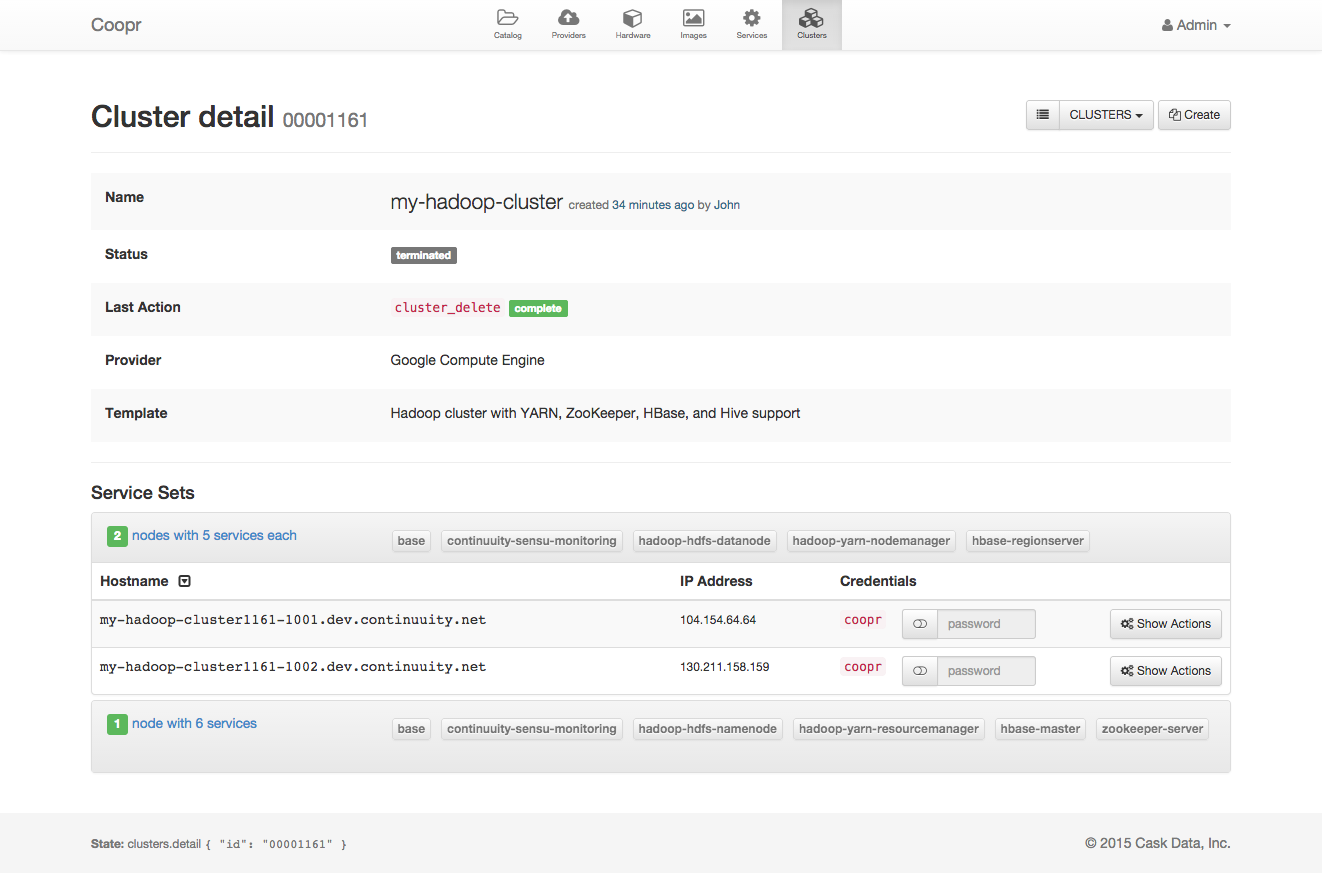 Coopr
Catalog Providers Hardware Images Services Clusters
Admin
Cluster detail 00001161
CLUSTERS Create
Name my-hadoop-cluster created 34 minutes ago by John
Status terminated
Last Action cluster_delete complete
Provider Google Compute Engine
Template Hadoop cluster with YARN, ZooKeeper, HBase, and Hive support
Service Sets
2 nodes with 5 services each base continuuity-sensu-monitoring hadoop-hdfs-datanode hadoop-yarn-nodemanager hbase-regionserver
Hostname IP Address Credentials
my-hadoop-cluster1161-1001.dev.continuuity.net 104.154.64.64 coopr password Show Actions
my-hadoop-cluster1161-1002.dev.continuuity.net 130.211.158.159 coopr password Show Actions
1 node with 6 services base continuuity-sensu-monitoring hadoop-hdfs-namenode hadoop-yarn-resourcemanager hbase-master zookeeper-server
State: clusters.detail { "id": "00001161" }
© 2015 Cask Data, Inc.